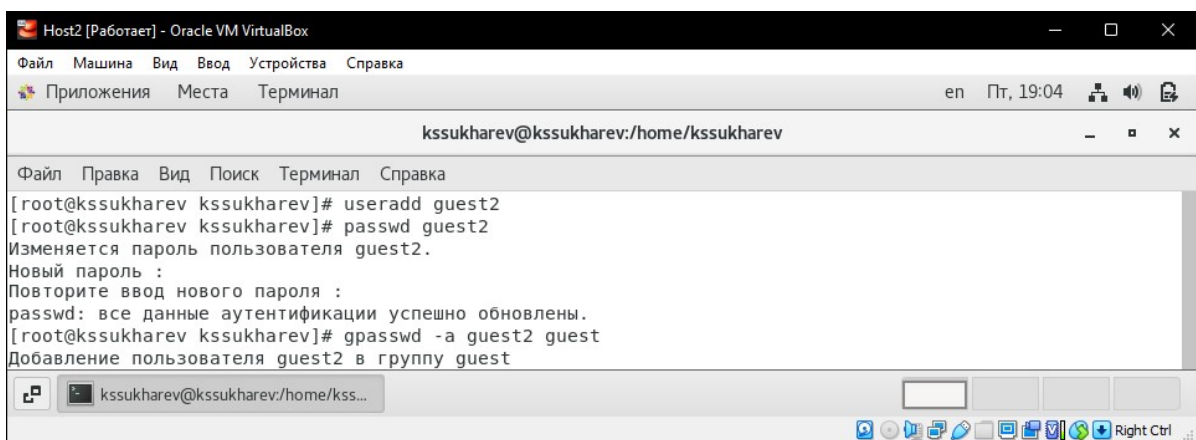 Host2 [Работает] - Oracle VM VirtualBox
Файл Машина Вид Ввод Устройства Справка
Приложения Места Терминал en Пт, 19:04
kssukharev@kssukharev:/home/kssukharev
Файл Правка Вид Поиск Терминал Справка
[root@kssukharev kssukharev]# useradd guest2
[root@kssukharev kssukharev]# passwd guest2
Изменяется пароль пользователя guest2.
Новый пароль :
Повторите ввод нового пароля :
passwd: все данные аутентификации успешно обновлены.
[root@kssukharev kssukharev]# gpasswd -a guest2 guest
Добавление пользователя guest2 в группу guest
kssukharev@kssukharev:/home/kss...
Right Ctrl